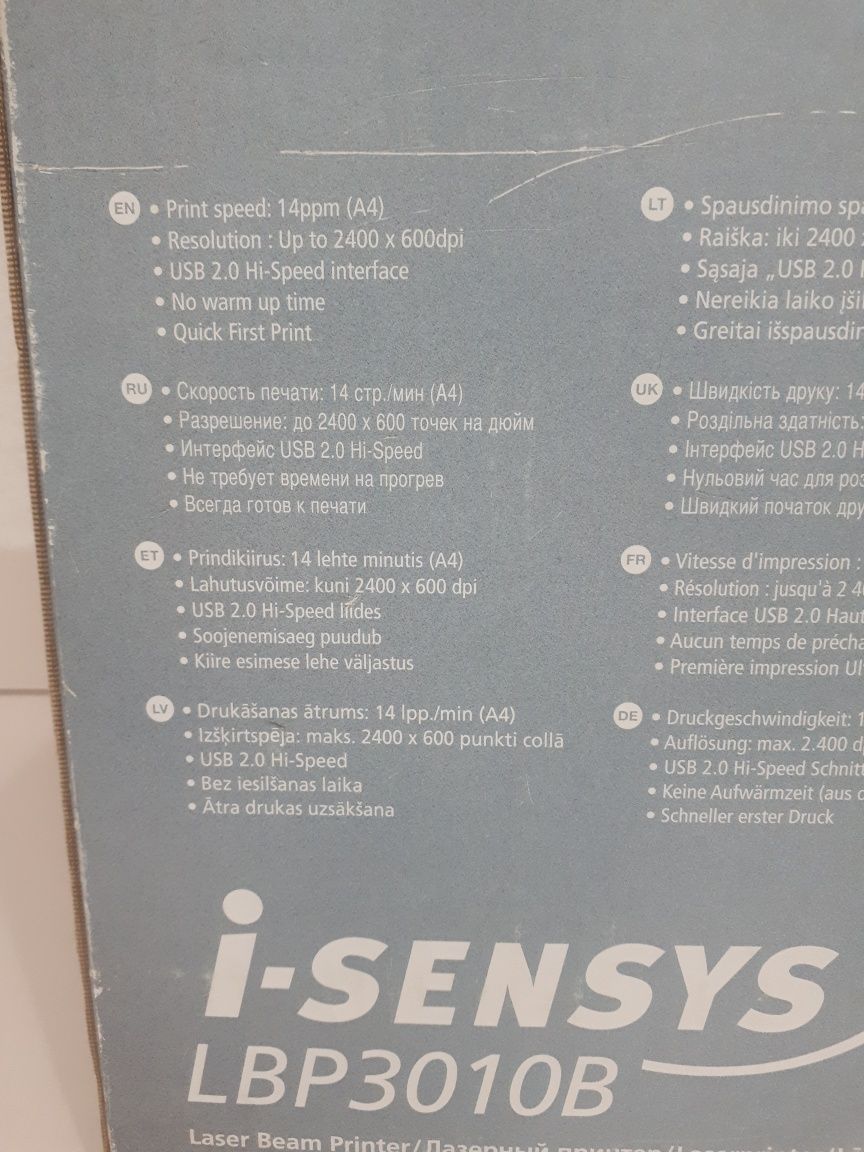 EN • Print speed: 14ppm (A4)
• Resolution : Up to 2400 x 600dpi
• USB 2.0 Hi-Speed interface
• No warm up time
• Quick First Print
RU • Скорость печати: 14 стр./мин (A4)
• Разрешение: до 2400 x 600 точек на дюйм
• Интерфейс USB 2.0 Hi-Speed
• Не требует времени на прогрев
• Всегда готов к печати
ET • Prindikiirus: 14 lehte minutis (A4)
• Lahutusvõime: kuni 2400 x 600 dpi
• USB 2.0 Hi-Speed liides
• Soojenemisaeg puudub
• Kiire esimese lehe väljastus
LV • Drukāšanas ātrums: 14 lpp./min (A4)
• Izšķirtspēja: maks. 2400 x 600 punkti collā
• USB 2.0 Hi-Speed
• Bez iesilšanas laika
• Ātra drukas uzsākšana
LT • Spausdinimo
• Raiška: iki 2400
• Sąsaja „USB 2.0
• Nereikia laiko
• Greitai
UK • Швидкість друку: 14
• Роздільна здатність:
• Інтерфейс USB 2.0
• Нульовий час для
• Швидкий початок
FR • Vitesse d'impression :
• Résolution : jusqu'à 2
• Interface USB 2.0
• Aucun temps de
• Première impression
DE • Druckgeschwindigkeit:
• Auflösung: max. 2.400
• USB 2.0 Hi-Speed
• Keine Aufwärmzeit (aus
• Schneller erster Druck
i-SENSYS
LBP3010B
Laser Beam Printer/Лазерный принтер/